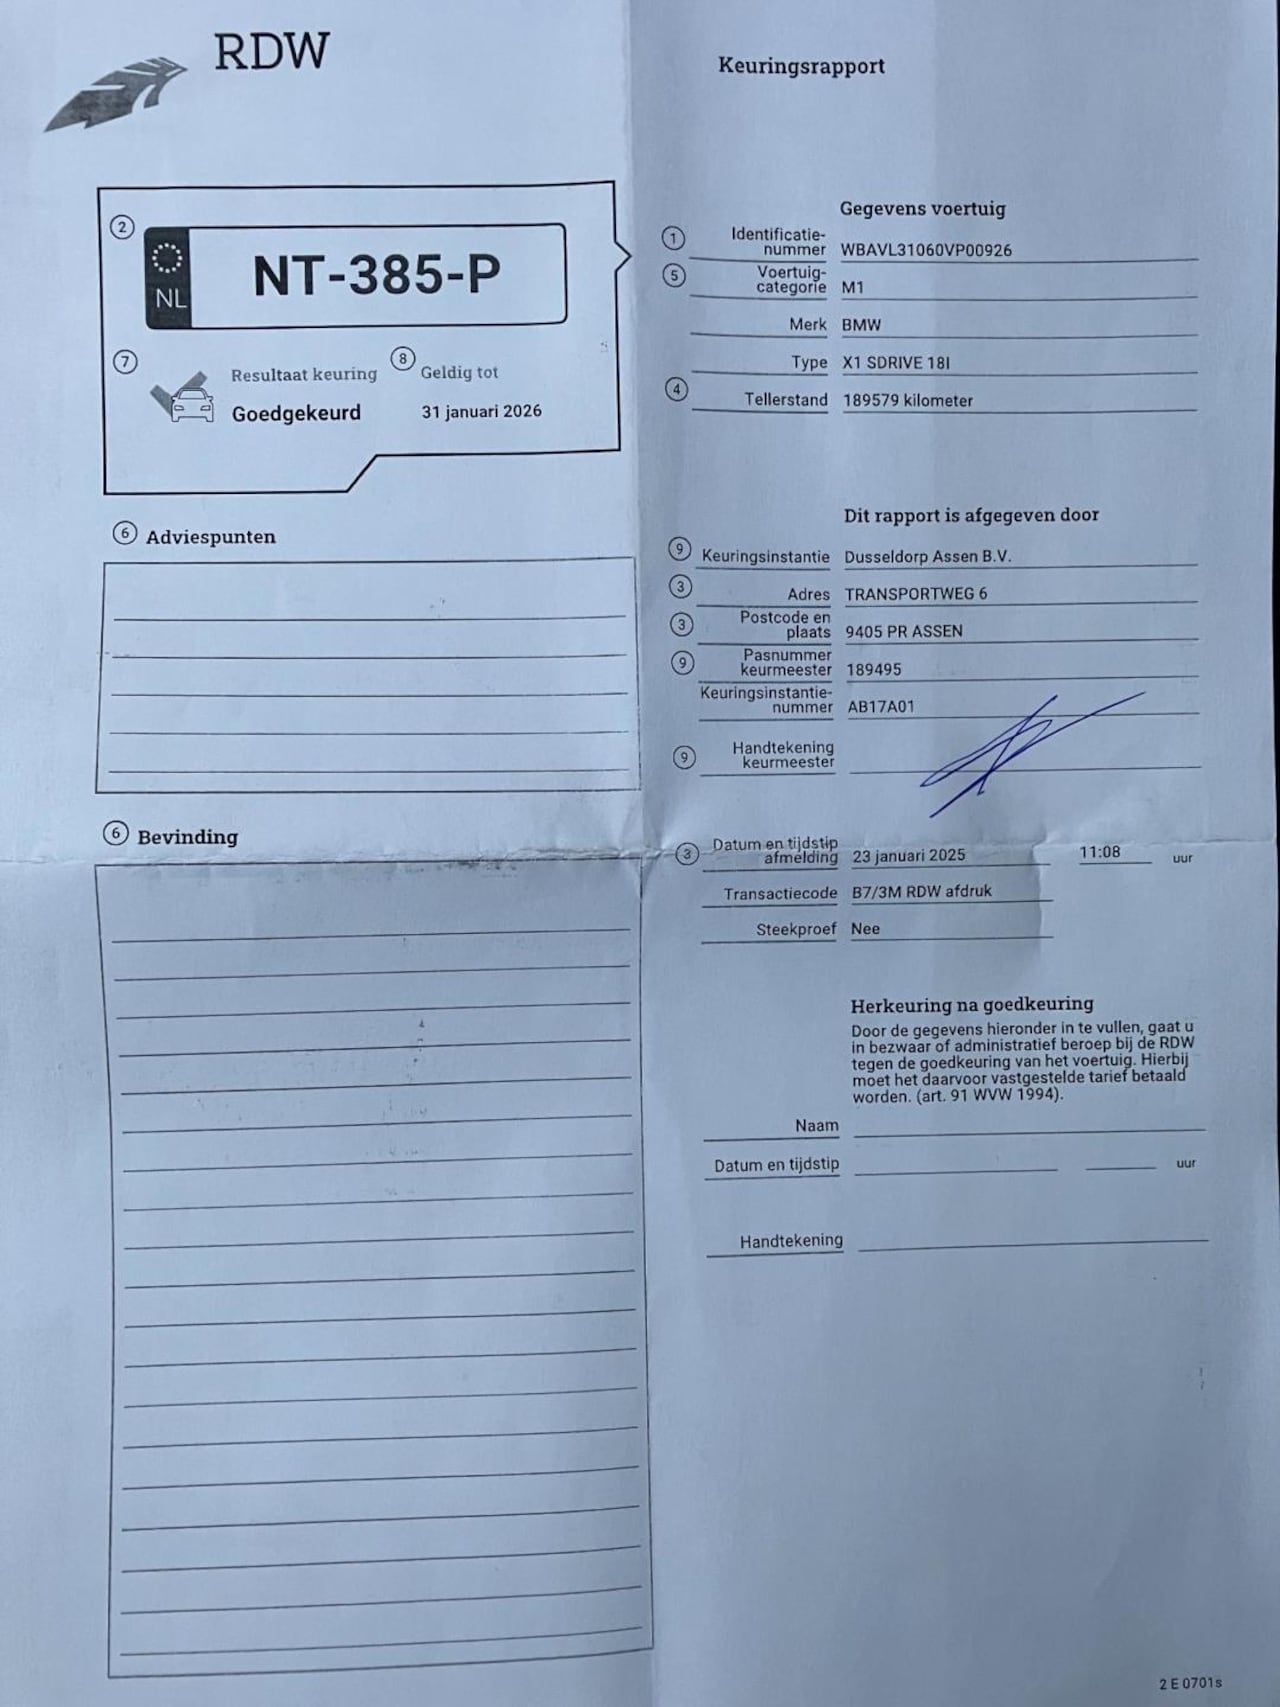 RDW
Keuringsrapport
2
NL
NT-385-P
7
Resultaat keuring
Goedgekeurd
8
Geldig tot
31 januari 2026
6 Adviespunten
6 Bevinding
Gegevens voertuig
1
Identificatie-
nummer WBAVL31060VP00926
5
Voertuig-
categorie M1
Merk BMW
Type X1 SDRIVE 18I
4 Tellerstand 189579 kilometer
Dit rapport is afgegeven door
9 Keuringsinstantie Dusseldorp Assen B.V.
3 Adres TRANSPORTWEG 6
3
Postcode en
plaats 9405 PR ASSEN
9
Pasnummer
keurmeester 189495
Keuringsinstantie-
nummer AB17A01
9
Handtekening
keurmeester
3
Datum en tijdstip
afmelding 23 januari 2025 11:08 uur
Transactiecode B7/3M RDW afdruk
Steekproef Nee
Herkeuring na goedkeuring
Door de gegevens hieronder in te vullen, gaat u
in bezwaar of administratief beroep bij de RDW
tegen de goedkeuring van het voertuig. Hierbij
moet het daarvoor vastgestelde tarief betaald
worden. (art. 91 WVW 1994).
Naam
Datum en tijdstip uur
Handtekening
2 E 0701s